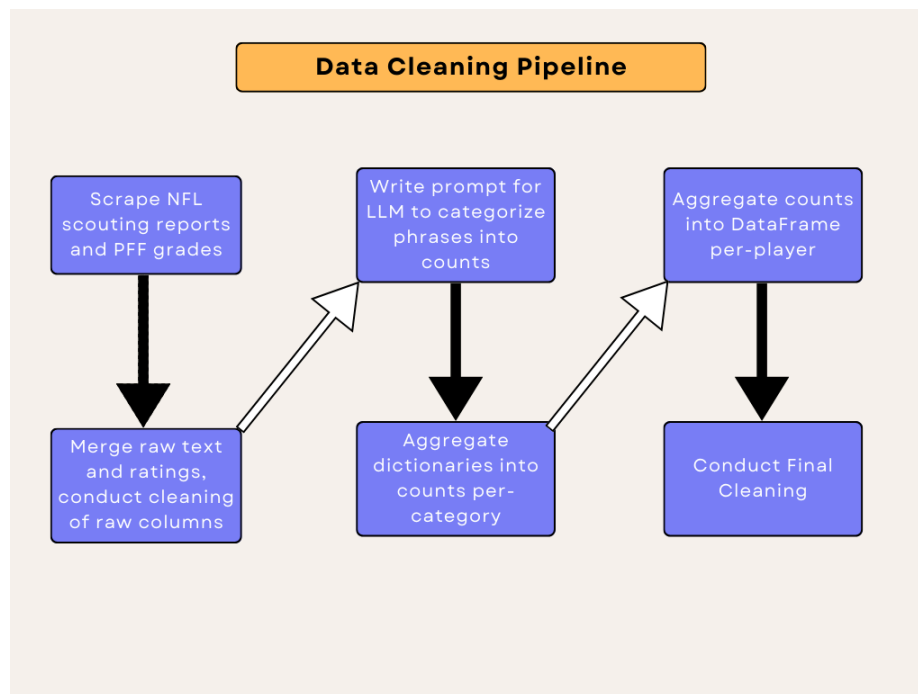 Data Cleaning Pipeline
Scrape NFL
scouting reports
and PFF grades
Merge raw text
and ratings,
conduct cleaning
of raw columns
Write prompt for
LLM to categorize
phrases into
counts
Aggregate
dictionaries into
counts per-
category
Aggregate counts
into DataFrame
per-player
Conduct Final
Cleaning